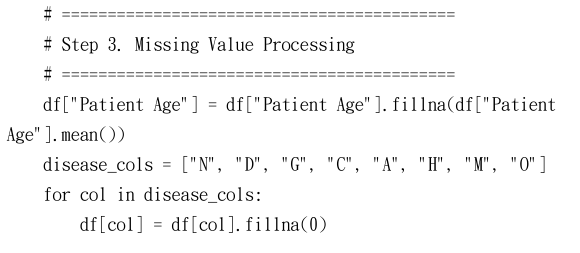 # ===========================================
# Step 3. Missing Value Processing
# ===========================================
df["Patient Age"] = df["Patient Age"].fillna(df["Patient
Age"].mean())
disease_cols = ["N", "D", "G", "C", "A", "H", "M", "O"]
for col in disease_cols:
    df[col] = df[col].fillna(0)